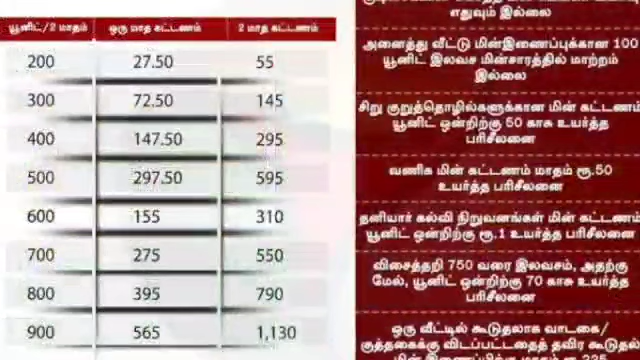 யூனிட்/2 மாதம் ஒரு மாத கட்டணம் 2 மாத கட்டணம்
200 27.50 55
300 72.50 145
400 147.50 295
500 297.50 595
600 155 310
700 275 550
800 395 790
900 565 1,130
எதுவும் இல்லை
அனைத்து வீட்டு மின்இணைப்புக்கான 100
யூனிட் இலவச மின்சாரத்தில் மாற்றம்
இல்லை
சிறு குறுந்தொழில்களுக்கான மின் கட்டணம்
யூனிட் ஒன்றிற்கு 50 காசு உயர்த்த
பரிசீலனை
வணிக மின் கட்டணம் மாதம் ரூ.50
உயர்த்த பரிசீலனை
தனியார் கல்வி நிறுவனங்கள் மின் கட்டணம்
யூனிட் ஒன்றிற்கு ரூ.1 உயர்த்த பரிசீலனை
விசைத்தறி 750 வரை இலவசம், அதற்கு
மேல், யூனிட் ஒன்றிற்கு 70 காசு உயர்த்த
பரிசீலனை
ஒரு வீட்டில் கூடுதலாக வாடகை/
குத்தகைக்கு விடப்பட்டதைத் தவிர கூடுதல்